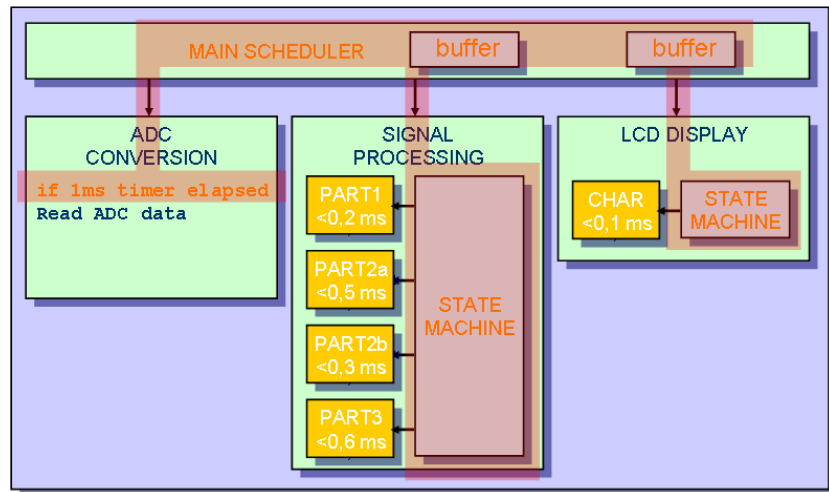 MAIN SCHEDULER
buffer
buffer
ADC
CONVERSION
if 1ms timer elapsed
Read ADC data
SIGNAL
PROCESSING
PART1
<0,2 ms
PART2a
<0,5 ms
PART2b
<0,3 ms
PART3
<0,6 ms
STATE
MACHINE
LCD DISPLAY
CHAR
<0,1 ms
STATE
MACHINE